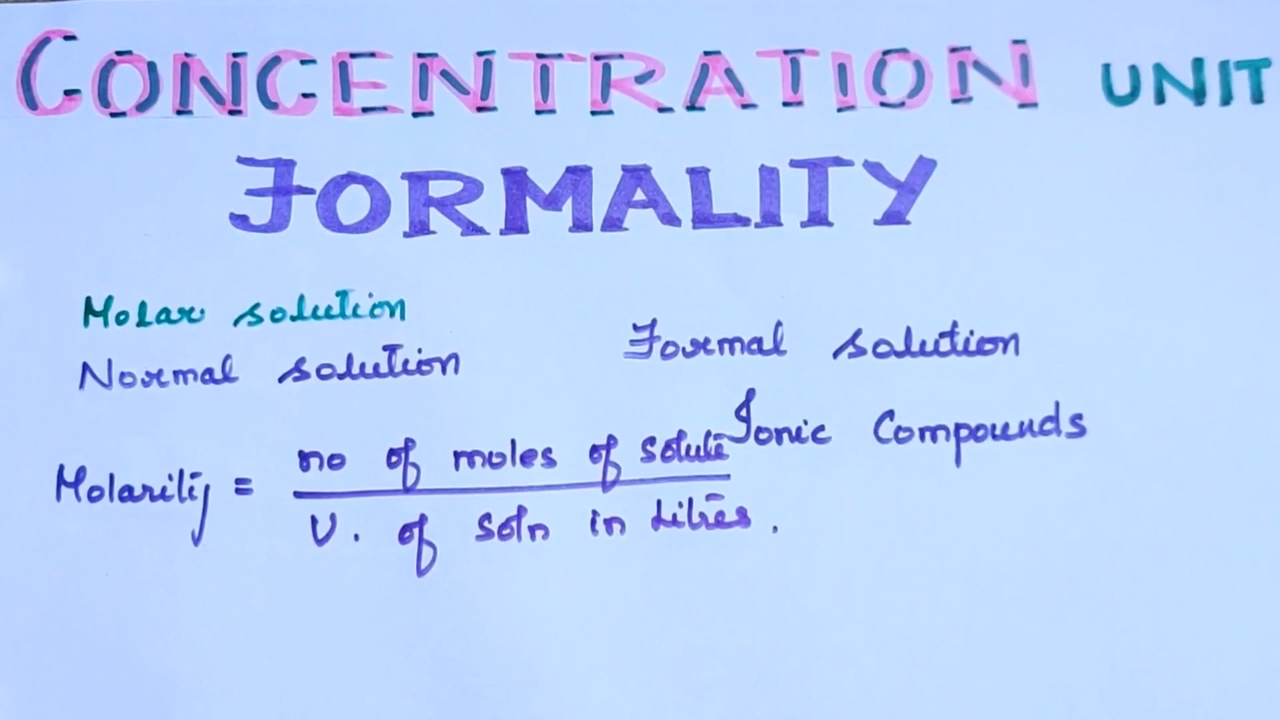 CONCENTRATION UNIT
FORMALITY
Molar solution
Normal solution
Formal solution
Ionic Compounds
Molarity = no of moles of solute
V. of soln in litres.